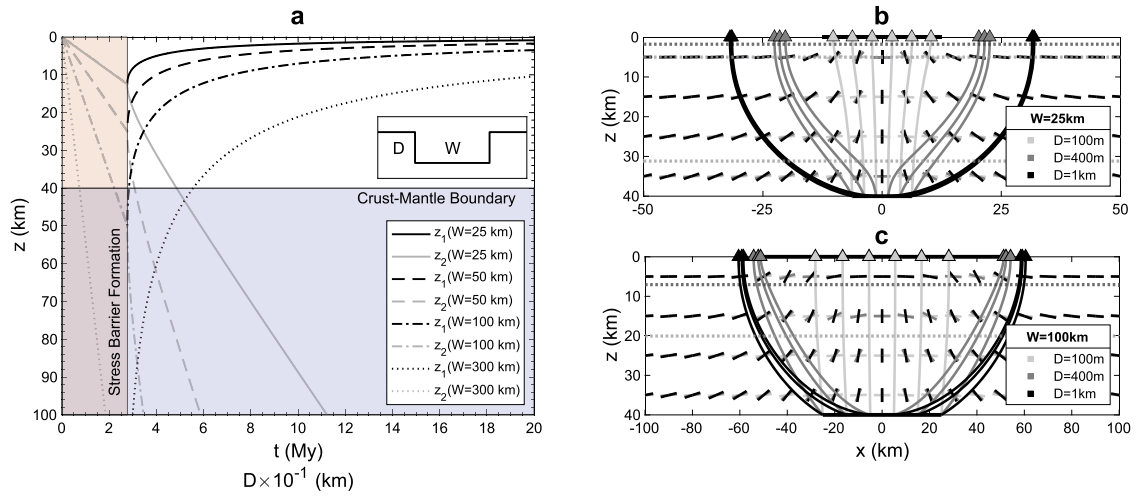 a
0
10
20
30
40
50
60
70
80
90
100
z (km)
0 2 4 6 8 10 12 14 16 18 20
t (My)
D×10⁻¹ (km)
Stress Barrier Formation
D W
Crust-Mantle Boundary
z₁(W=25 km)
z₂(W=25 km)
z₁(W=50 km)
z₂(W=50 km)
z₁(W=100 km)
z₂(W=100 km)
z₁(W=300 km)
z₂(W=300 km)
b
0
10
20
30
40
z (km)
-50 -25 0 25 50
W=25km
D=100m
D=400m
D=1km
c
0
10
20
30
40
z (km)
-100 -80 -60 -40 -20 0 20 40 60 80 100
x (km)
W=100km
D=100m
D=400m
D=1km